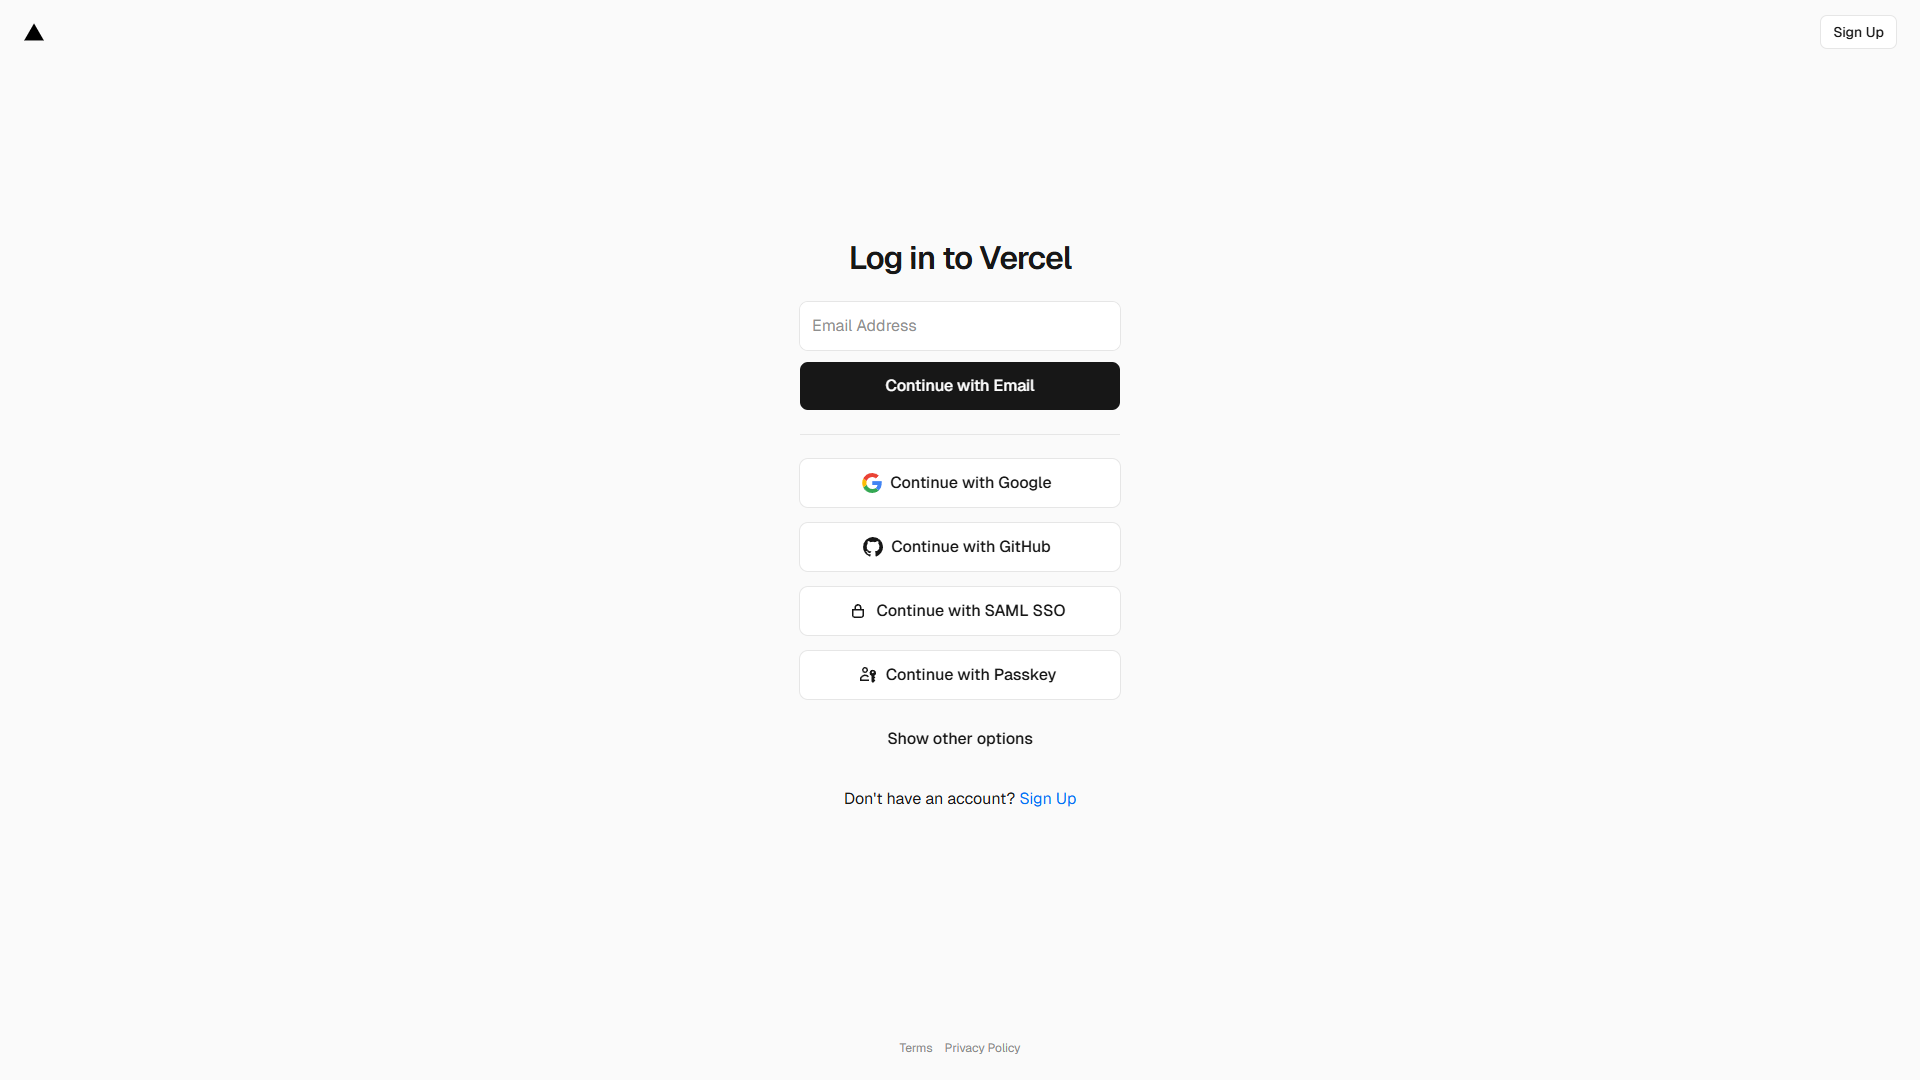 Sign Up
Log in to Vercel
Email Address
Continue with Email
Continue with Google
Continue with GitHub
Continue with SAML SSO
Continue with Passkey
Show other options
Don't have an account? Sign Up
Terms Privacy Policy